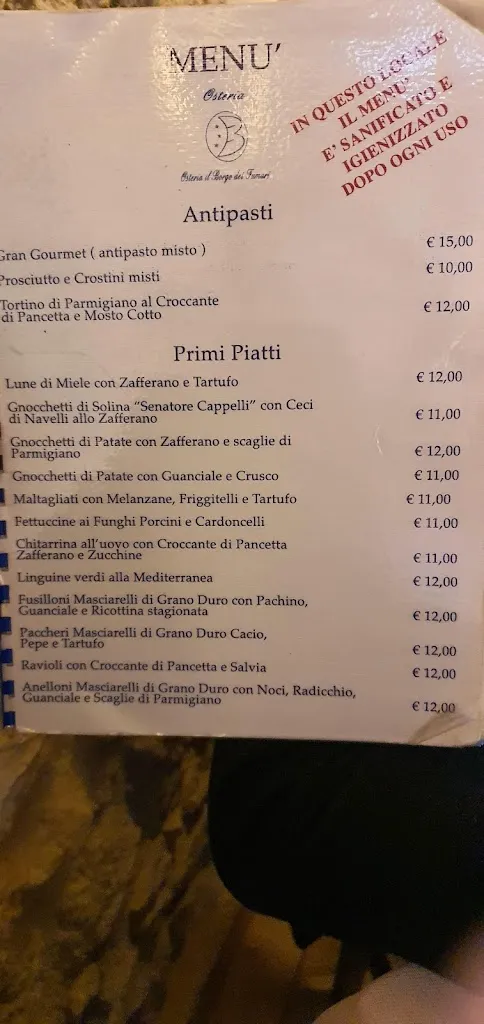 MENU'
Osteria
B
Osteria il Borgo dei Fumari
IN QUESTO LOCALE
IL MENU'
E' SANIFICATO E
IGIENIZZATO
DOPO OGNI USO
Antipasti
Gran Gourmet ( antipasto misto ) € 15,00
Prosciutto e Crostini misti € 10,00
Tortino di Parmigiano al Croccante
di Pancetta e Mosto Cotto € 12,00
Primi Piatti
Lune di Miele con Zafferano e Tartufo € 12,00
Gnocchetti di Solina "Senatore Cappelli" con Ceci
di Navelli allo Zafferano € 11,00
Gnocchetti di Patate con Zafferano e scaglie di
Parmigiano € 12,00
Gnocchetti di Patate con Guanciale e Crusco € 11,00
Maltagliati con Melanzane, Friggitelli e Tartufo € 11,00
Fettuccine ai Funghi Porcini e Cardoncelli € 11,00
Chitarrina all'uovo con Croccante di Pancetta
Zafferano e Zucchine € 11,00
Linguine verdi alla Mediterranea € 12,00
Fusilloni Masciarelli di Grano Duro con Pachino,
Guanciale e Ricottina stagionata € 12,00
Paccheri Masciarelli di Grano Duro Cacio,
Pepe e Tartufo € 12,00
Ravioli con Croccante di Pancetta e Salvia € 12,00
Anelloni Masciarelli di Grano Duro con Noci, Radicchio,
Guanciale e Scaglie di Parmigiano € 12,00